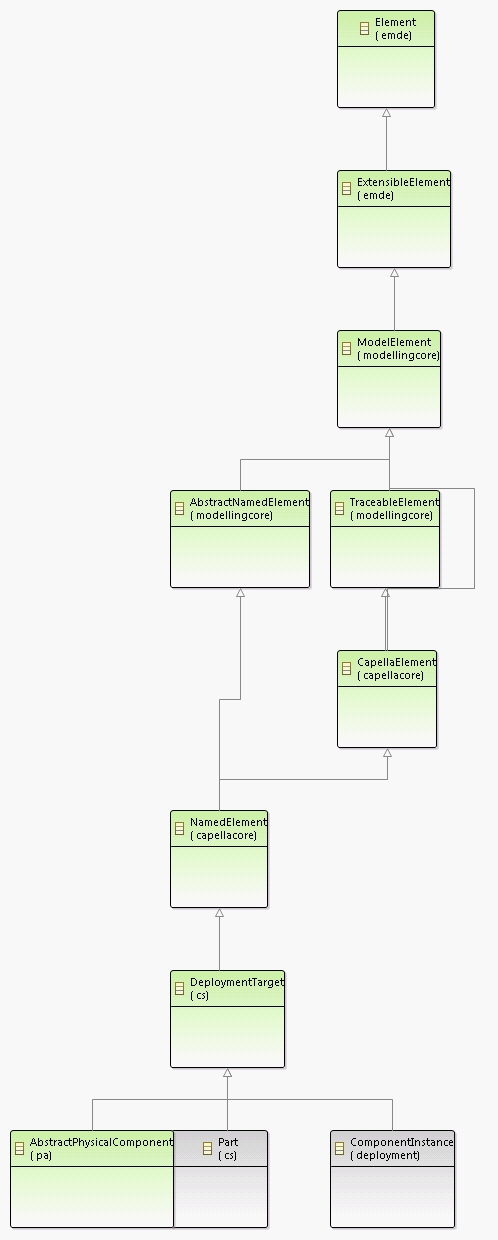 Element
( emde)
ExtensibleElement
( emde)
ModelElement
( modellingcore)
AbstractNamedElement
( modellingcore)
TraceableElement
( modellingcore)
CapellaElement
( capellacore)
NamedElement
( capellacore)
DeploymentTarget
( cs)
AbstractPhysicalComponent
( pa)
Part
( cs)
ComponentInstance
( deployment)